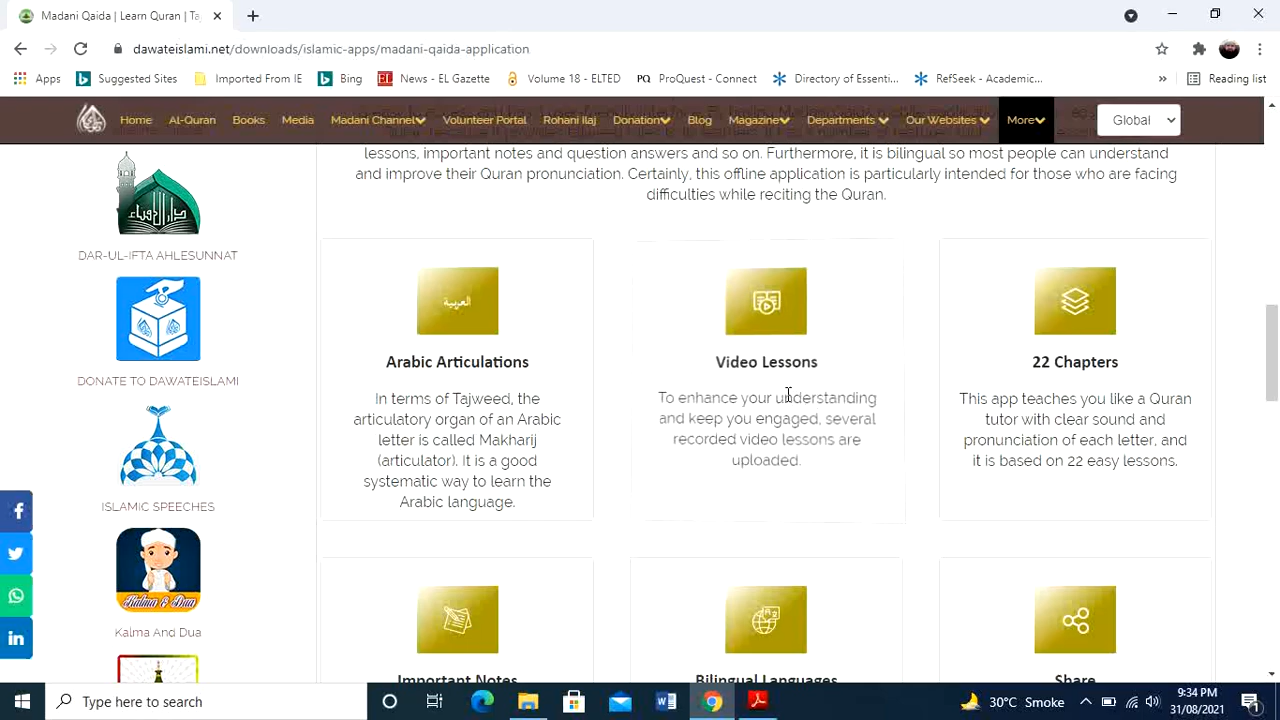 Madani Qaida | Learn Quran | Ta
dawateislami.net/downloads/islamic-apps/madani-qaida-application
Apps
Suggested Sites
Imported From IE
Bing
News - EL Gazette
Volume 18 - ELTED
ProQuest - Connect
Directory of Essenti...
RefSeek - Academic...
»
Reading list
Home
Al-Quran
Books
Media
Madani Channel
Volunteer Portal
Rohani Ilaj
Donation
Blog
Magazine
Departments
Our Websites
More
Global
lessons, important notes and question answers and so on. Furthermore, it is bilingual so most people can understand
and improve their Quran pronunciation. Certainly, this offline application is particularly intended for those who are facing
difficulties while reciting the Quran.
DAR-UL-IFTA AHLESUNNAT
DONATE TO DAWATEISLAMI
ISLAMIC SPEECHES
Kalma & Dua
Kalma And Dua
العربية
Arabic Articulations
In terms of Tajweed, the
articulatory organ of an Arabic
letter is called Makharij
(articulator). It is a good
systematic way to learn the
Arabic language.
Video Lessons
To enhance your understanding
and keep you engaged, several
recorded video lessons are
uploaded.
22 Chapters
This app teaches you like a Quran
tutor with clear sound and
pronunciation of each letter, and
it is based on 22 easy lessons.
Important Notes
Bilingual Languages
Share
Type here to search
30°C Smoke
9:34 PM
31/08/2021